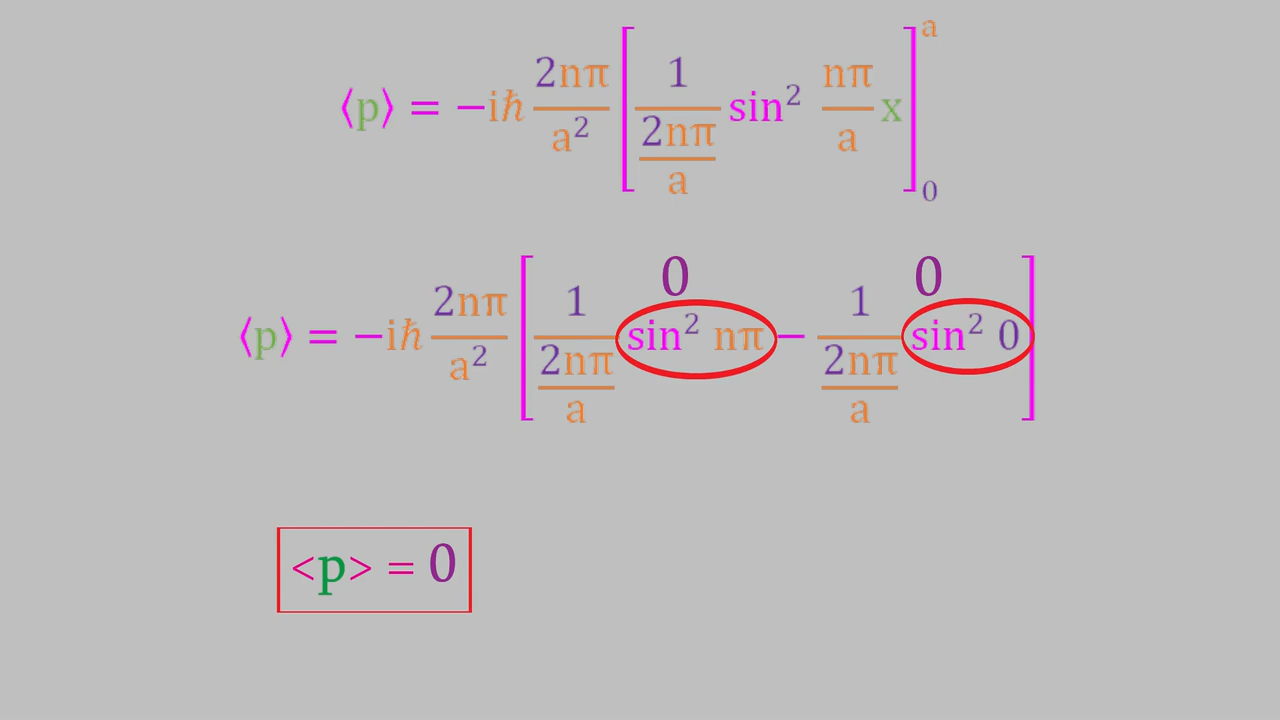 ⟨p⟩ = −iħ 2nπ/a² [ 1/(2nπ/a) sin² nπ/a x ]₀ᵃ
0 0
⟨p⟩ = −iħ 2nπ/a² [ 1/(2nπ/a) sin² nπ − 1/(2nπ/a) sin² 0 ]
<p> = 0